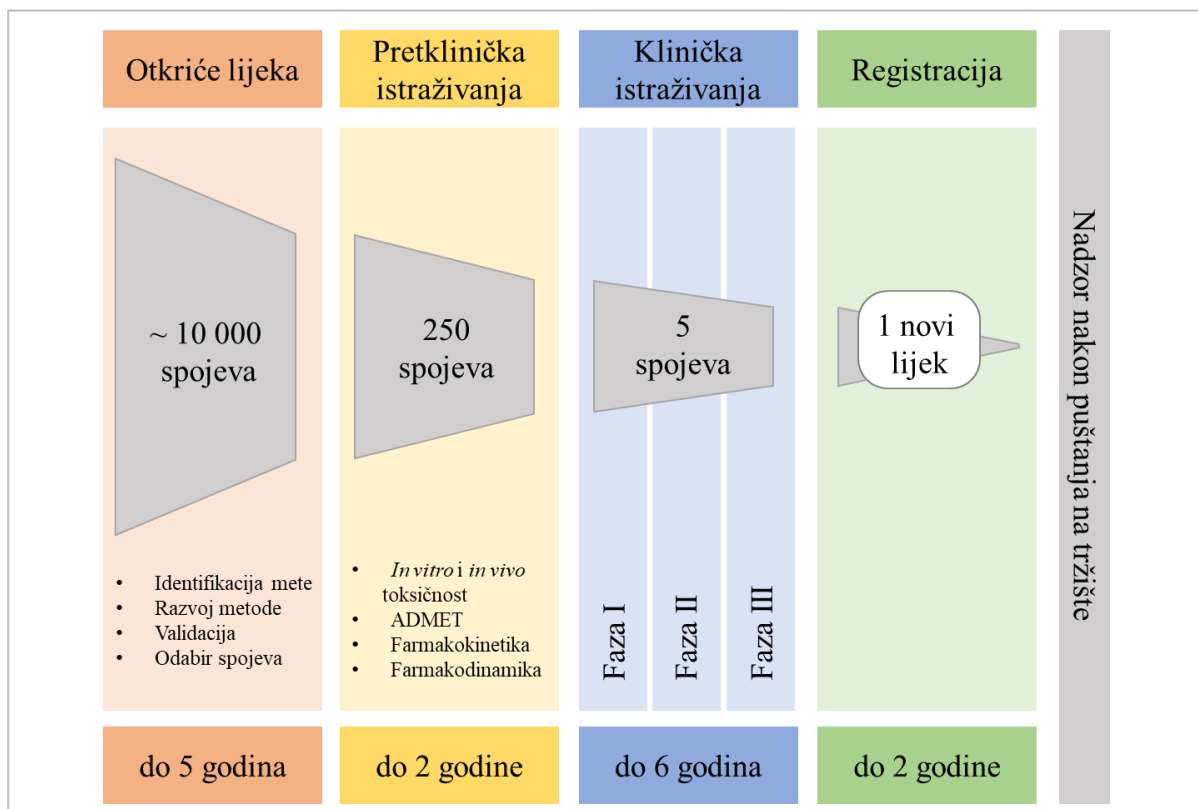 Otkriće lijeka
Pretklinička
istraživanja
Klinička
istraživanja
Registracija
~ 10 000
spojeva
250
spojeva
5
spojeva
1 novi
lijek
• Identifikacija mete
• Razvoj metode
• Validacija
• Odabir spojeva
• In vitro i in vivo
toksičnost
• ADMET
• Farmakokinetika
• Farmakodinamika
Faza I
Faza II
Faza III
do 5 godina
do 2 godine
do 6 godina
do 2 godine
Nadzor nakon puštanja na tržište